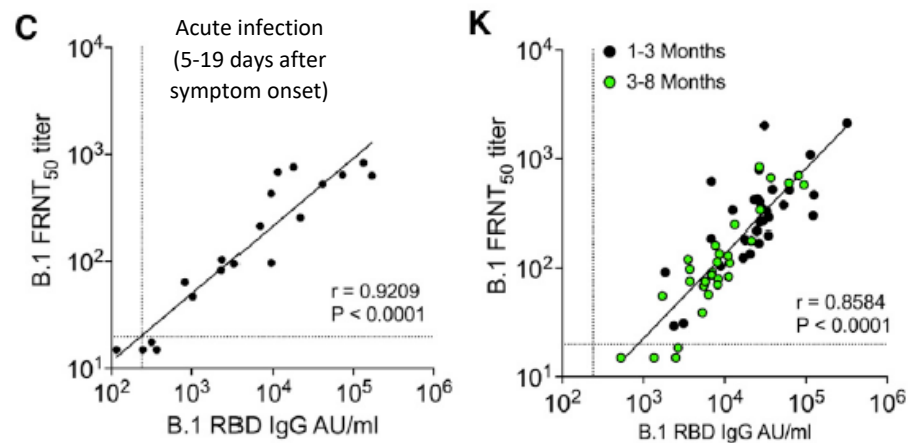 C
Acute infection
(5-19 days after
symptom onset)
B.1 FRNT50 titer
10^4
10^3
10^2
10^1
r = 0.9209
P < 0.0001
10^2 10^3 10^4 10^5 10^6
B.1 RBD IgG AU/ml
K
1-3 Months
3-8 Months
B.1 FRNT50 titer
10^4
10^3
10^2
10^1
r = 0.8584
P < 0.0001
10^2 10^3 10^4 10^5 10^6
B.1 RBD IgG AU/ml